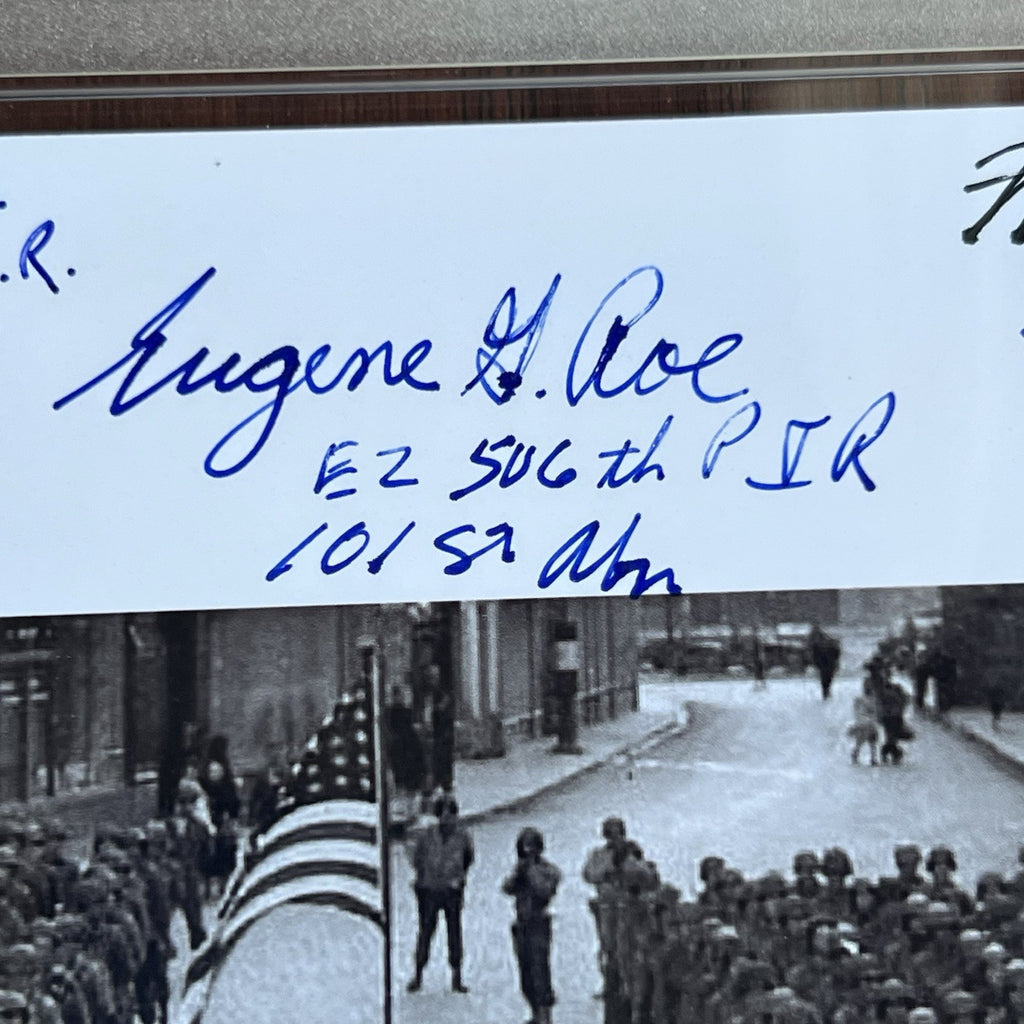 .R.
Eugene G. Roe
E2 506th PIR
101st Abn